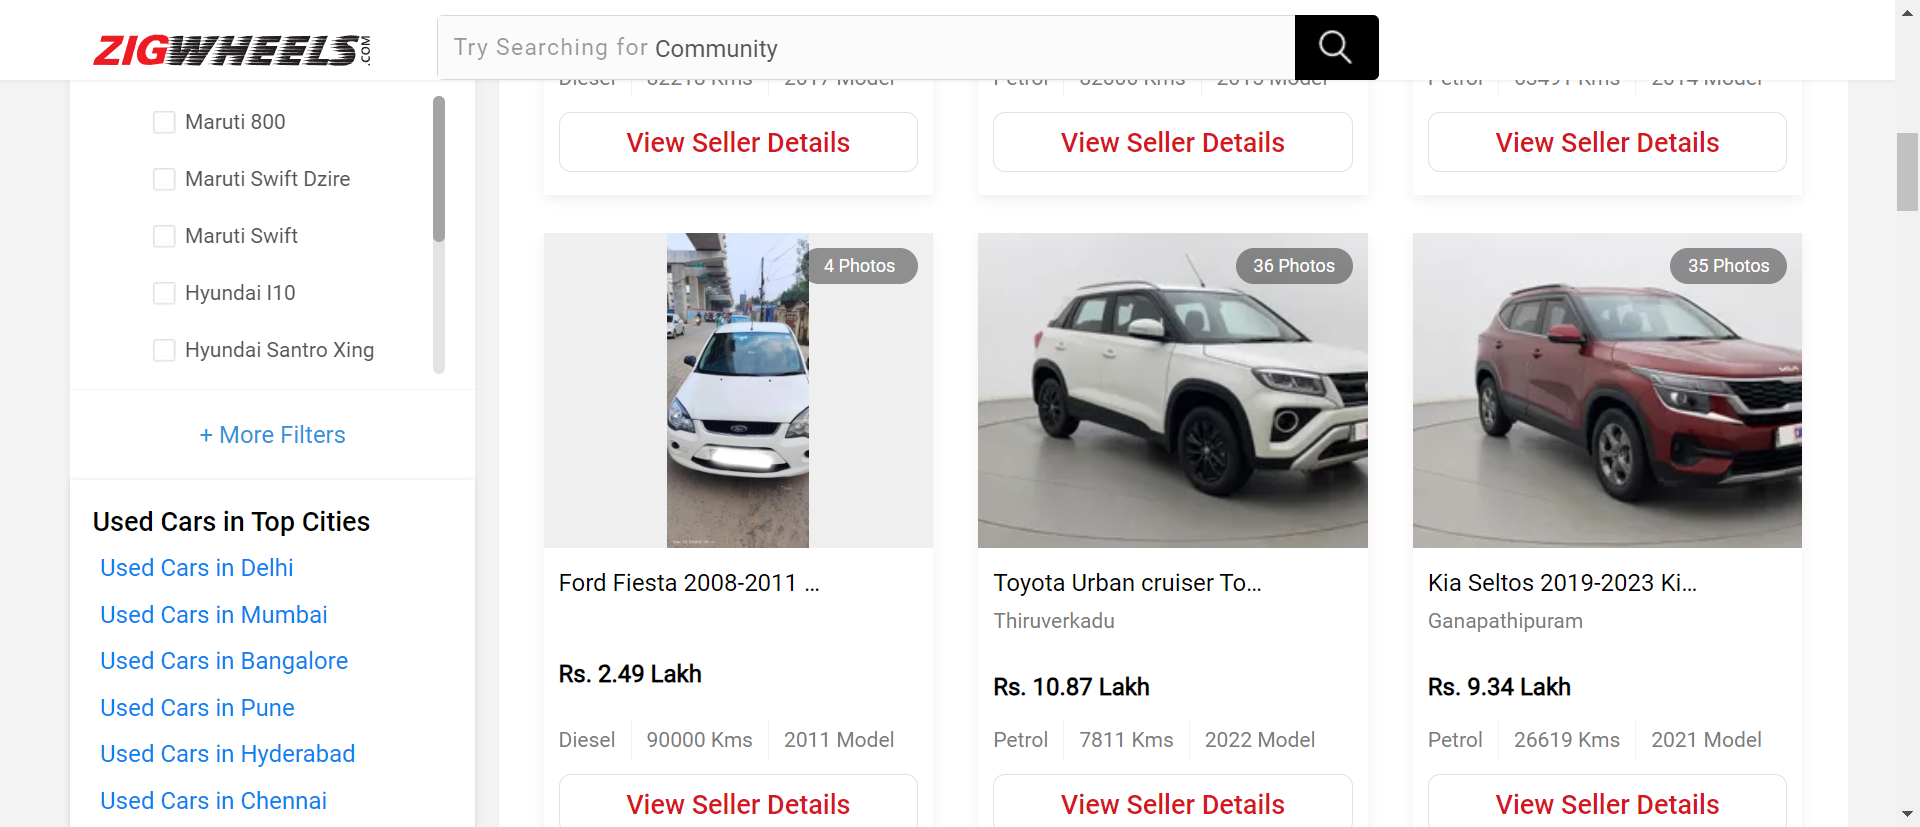 ZIGWHEELS.COM
Try Searching for Community
Maruti 800
Maruti Swift Dzire
Maruti Swift
Hyundai I10
Hyundai Santro Xing
+ More Filters
Used Cars in Top Cities
Used Cars in Delhi
Used Cars in Mumbai
Used Cars in Bangalore
Used Cars in Pune
Used Cars in Hyderabad
Used Cars in Chennai
Diesel 82218 Kms 2017 Model
View Seller Details
Petrol 82000 Kms 2015 Model
View Seller Details
Petrol 63491 Kms 2014 Model
View Seller Details
4 Photos
Ford Fiesta 2008-2011 ...
Rs. 2.49 Lakh
Diesel 90000 Kms 2011 Model
View Seller Details
36 Photos
Toyota Urban cruiser To...
Thiruverkadu
Rs. 10.87 Lakh
Petrol 7811 Kms 2022 Model
View Seller Details
35 Photos
Kia Seltos 2019-2023 Ki...
Ganapathipuram
Rs. 9.34 Lakh
Petrol 26619 Kms 2021 Model
View Seller Details